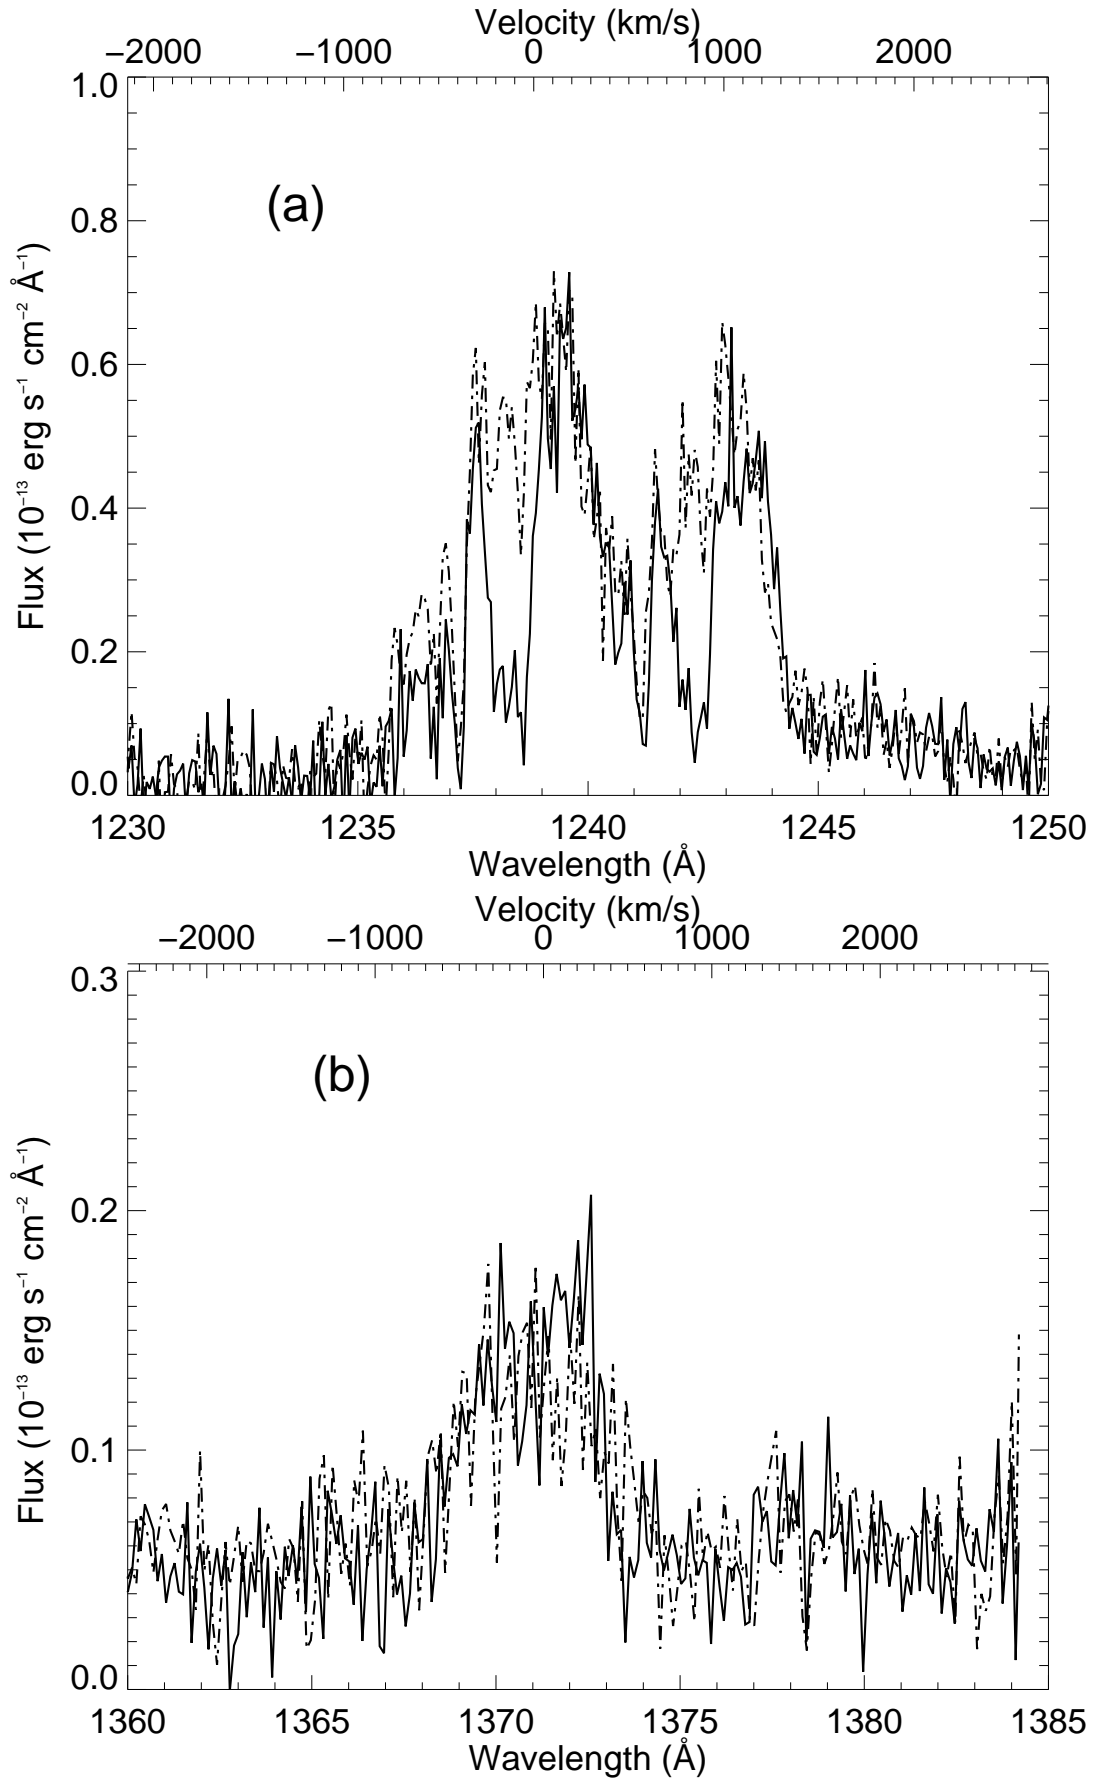 Velocity (km/s)
−2000 −1000 0 1000 2000
1.0
(a)
0.8
0.6
0.4
0.2
0.0
Flux (10⁻¹³ erg s⁻¹ cm⁻² Å⁻¹)
1230 1235 1240 1245 1250
Wavelength (Å)
Velocity (km/s)
−2000 −1000 0 1000 2000
0.3
(b)
0.2
0.1
0.0
Flux (10⁻¹³ erg s⁻¹ cm⁻² Å⁻¹)
1360 1365 1370 1375 1380 1385
Wavelength (Å)